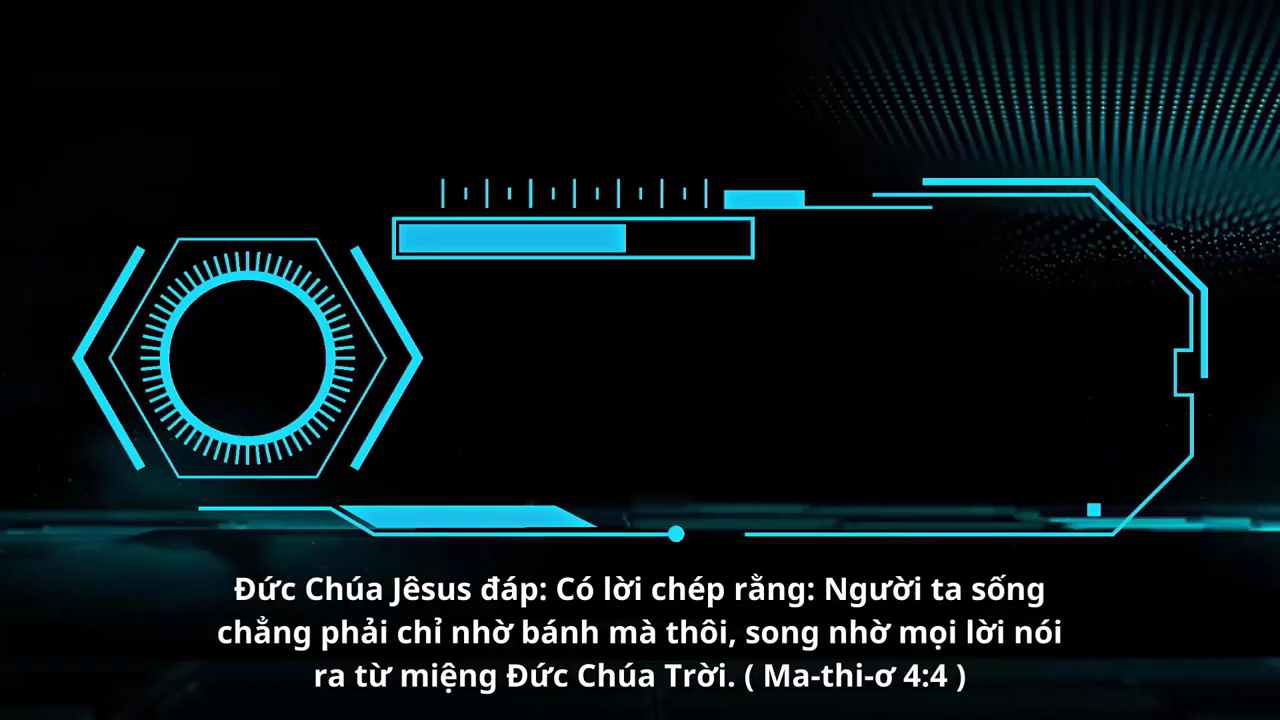 Đức Chúa Jêsus đáp: Có lời chép rằng: Người ta sống
chẳng phải chỉ nhờ bánh mà thôi, song nhờ mọi lời nói
ra từ miệng Đức Chúa Trời. ( Ma-thi-ơ 4:4 )